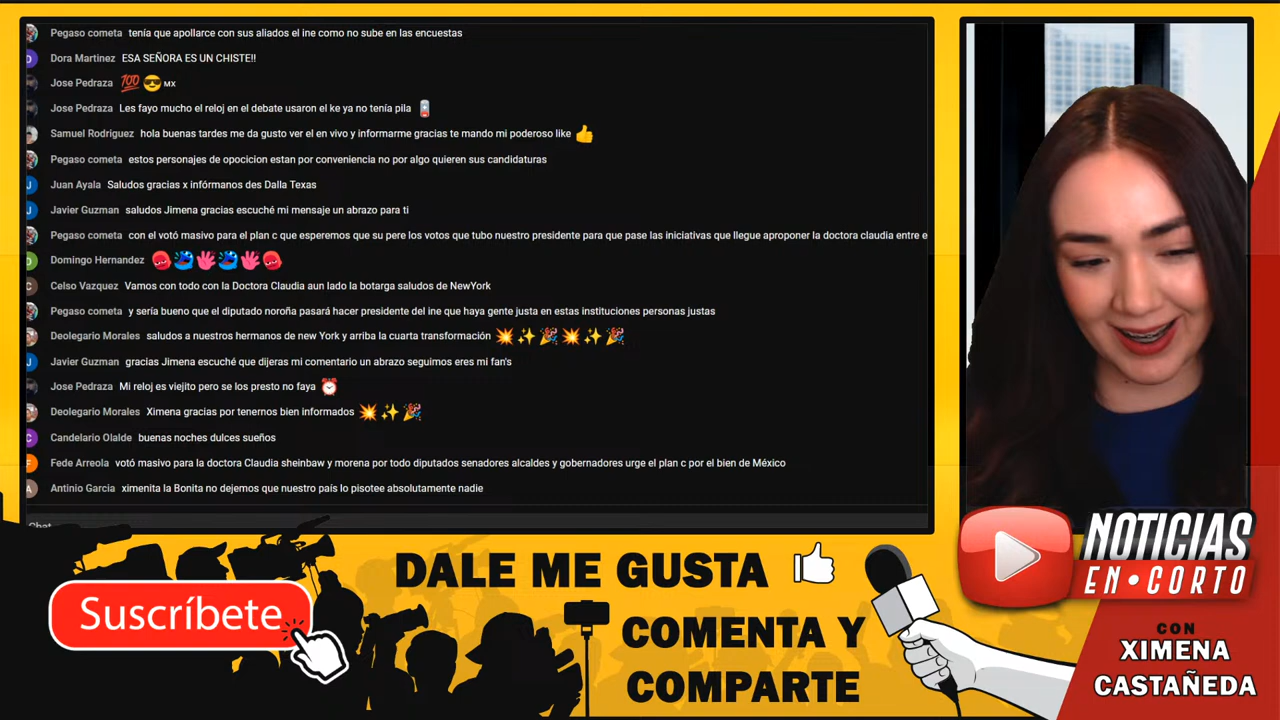 Pegaso cometa tenía que apollarce con sus aliados el ine como no sube en las encuestas
Dora Martinez ESA SEÑORA ES UN CHISTE!!
Jose Pedraza 💯😎MX
Jose Pedraza Les fayo mucho el reloj en el debate usaron el ke ya no tenía pila 🔋
Samuel Rodriguez hola buenas tardes me da gusto ver el en vivo y informarme gracias te mando mi poderoso like 👍
Pegaso cometa estos personajes de opocicion estan por conveniencia no por algo quieren sus candidaturas
Juan Ayala Saludos gracias x infórmanos des Dalla Texas
Javier Guzman saludos Jimena gracias escuché mi mensaje un abrazo para ti
Pegaso cometa con el votó masivo para el plan c que esperemos que su pere los votos que tubo nuestro presidente para que pase las iniciativas que llegue aproponer la doctora claudia entre e
Domingo Hernandez
Celso Vazquez Vamos con todo con la Doctora Claudia aun lado la botarga saludos de NewYork
Pegaso cometa y sería bueno que el diputado noroña pasará hacer presidente del ine que haya gente justa en estas instituciones personas justas
Deolegario Morales saludos a nuestros hermanos de new York y arriba la cuarta transformación 💥✨🎉💥✨🎉
Javier Guzman gracias Jimena escuché que dijeras mi comentario un abrazo seguimos eres mi fan's
Jose Pedraza Mi reloj es viejito pero se los presto no faya ⏰
Deolegario Morales Ximena gracias por tenernos bien informados 💥✨🎉
Candelario Olalde buenas noches dulces sueños
Fede Arreola votó masivo para la doctora Claudia sheinbaw y morena por todo diputados senadores alcaldes y gobernadores urge el plan c por el bien de México
Antinio Garcia ximenita la Bonita no dejemos que nuestro país lo pisotee absolutamente nadie
Chat
Suscríbete
DALE ME GUSTA
COMENTA Y
COMPARTE
NOTICIAS
EN•CORTO
CON
XIMENA
CASTAÑEDA